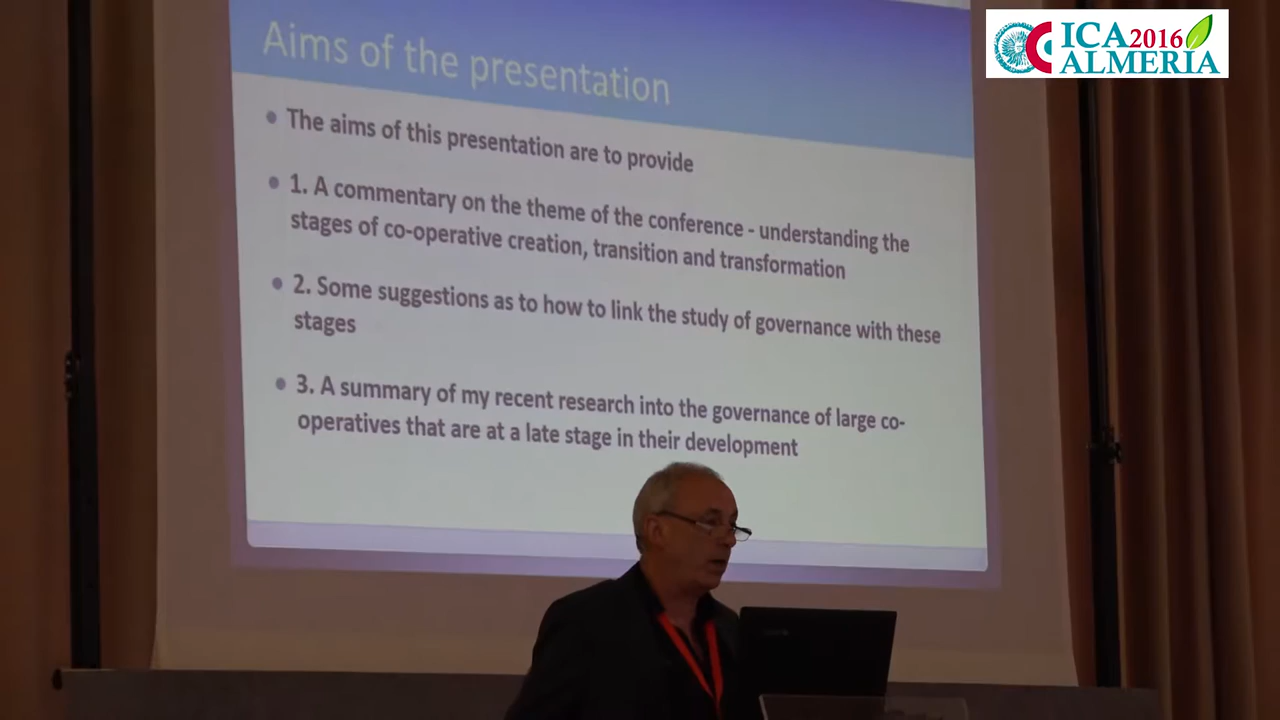 ICA 2016
ALMERIA
Aims of the presentation
The aims of this presentation are to provide
1. A commentary on the theme of the conference - understanding the
stages of co-operative creation, transition and transformation
2. Some suggestions as to how to link the study of governance with these
stages
3. A summary of my recent research into the governance of large co-
operatives that are at a late stage in their development